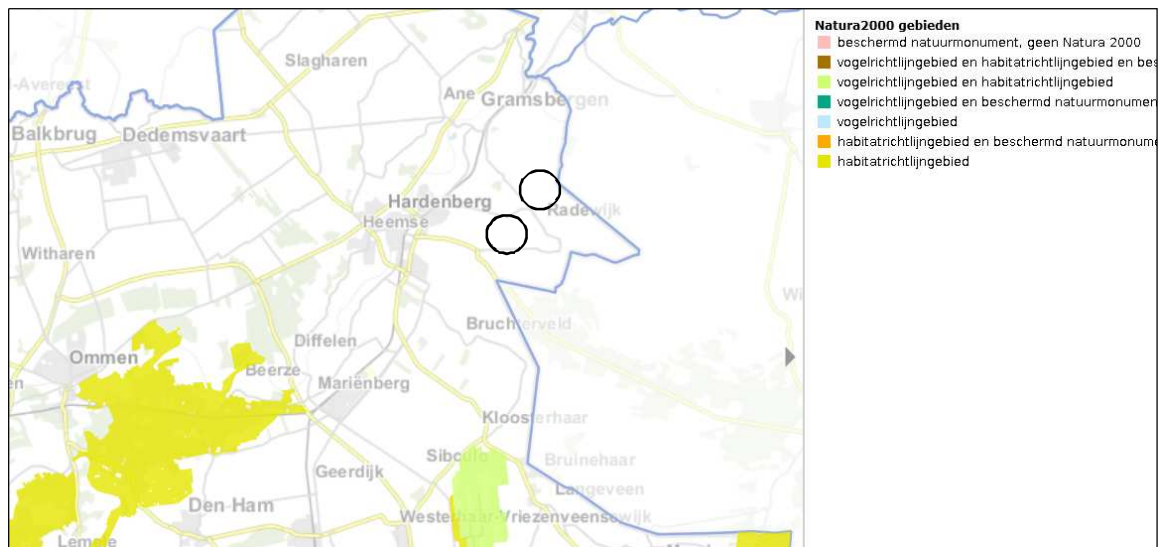 Slagharen
Ane
Gramsbergen
Balkbrug
Dedemsvaart
Hardenberg
Radewijk
Heemse
Witharen
Bruchterveld
Ommen
Diffelen
Beerze
Mariënberg
Kloosterhaar
Sibculo
Bruinehaar
Geerdijk
Langeveen
Den Ham
Westerhaar-Vriezenveensewijk
Lemele
Natura2000 gebieden
beschermd natuurmonument, geen Natura 2000
vogelrichtlijngebied en habitatrichtlijngebied en bes
vogelrichtlijngebied en habitatrichtlijngebied
vogelrichtlijngebied en beschermd natuurmonumen
vogelrichtlijngebied
habitatrichtlijngebied en beschermd natuurmonume
habitatrichtlijngebied